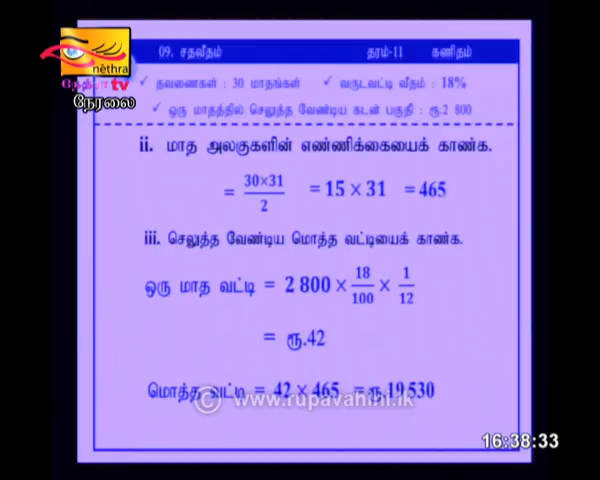 nēthra
நேத்ரா tv
நேரலை
09. சதவீதம் தரம்-11 கணிதம்
✓ தவணைகள் : 30 மாதங்கள் ✓ வருடவட்டி வீதம் : 18%
✓ ஒரு மாதத்தில் செலுத்த வேண்டிய கடன் பகுதி : ரூ.2 800
ii. மாத அலகுகளின் எண்ணிக்கையைக் காண்க.
= 30×31/2 = 15 × 31 = 465
iii. செலுத்த வேண்டிய மொத்த வட்டியைக் காண்க.
ஒரு மாத வட்டி = 2 800 × 18/100 × 1/12
= ரூ.42
மொத்த வட்டி = 42 × 465 = ரூ.19 530
© www.rupavahini.lk
16:38:33